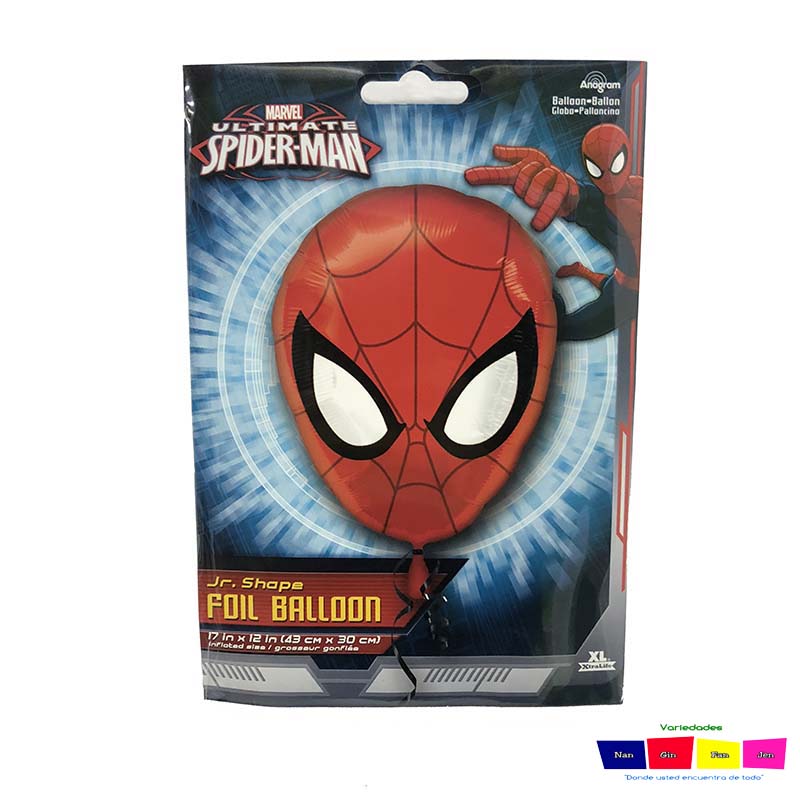 MARVEL
ULTIMATE
SPIDER-MAN
Anagram
Balloon•Ballon
Globo•Palloncino
Jr. Shape
FOIL BALLOON
17 in x 12 in (43 cm x 30 cm)
inflated size / grosseur gonflée
XL®
XtraLife
Variedades
Nan Gin Fan Jen
"Donde usted encuentra de todo"